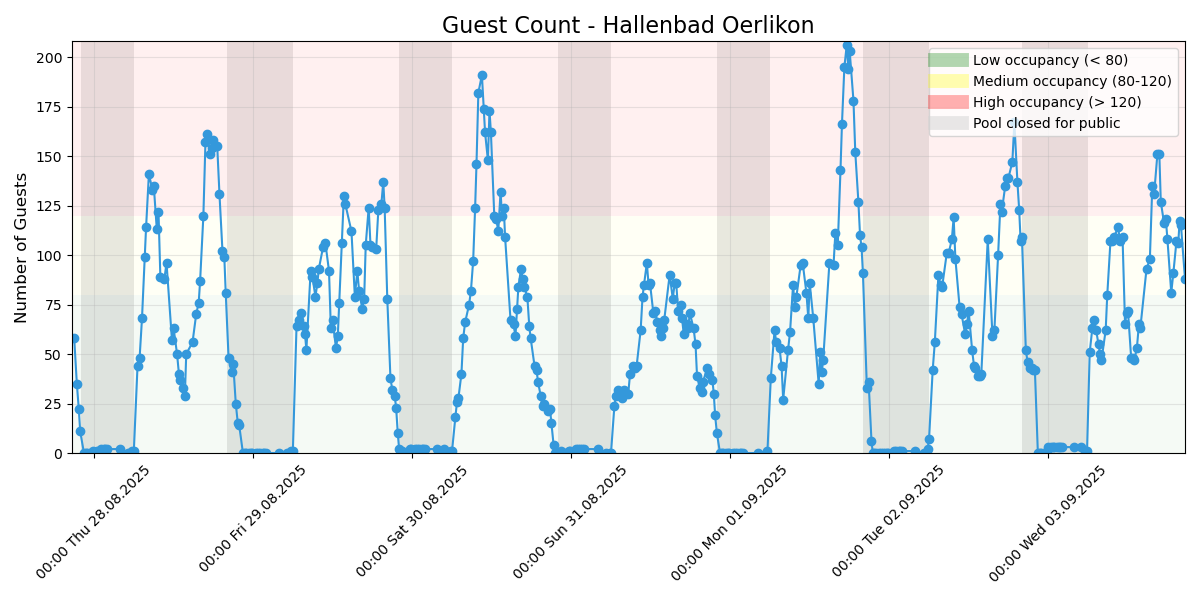 Guest Count - Hallenbad Oerlikon
Number of Guests
200
175
150
125
100
75
50
25
0
Low occupancy (< 80)
Medium occupancy (80-120)
High occupancy (> 120)
Pool closed for public
00:00 Thu 28.08.2025
00:00 Fri 29.08.2025
00:00 Sat 30.08.2025
00:00 Sun 31.08.2025
00:00 Mon 01.09.2025
00:00 Tue 02.09.2025
00:00 Wed 03.09.2025